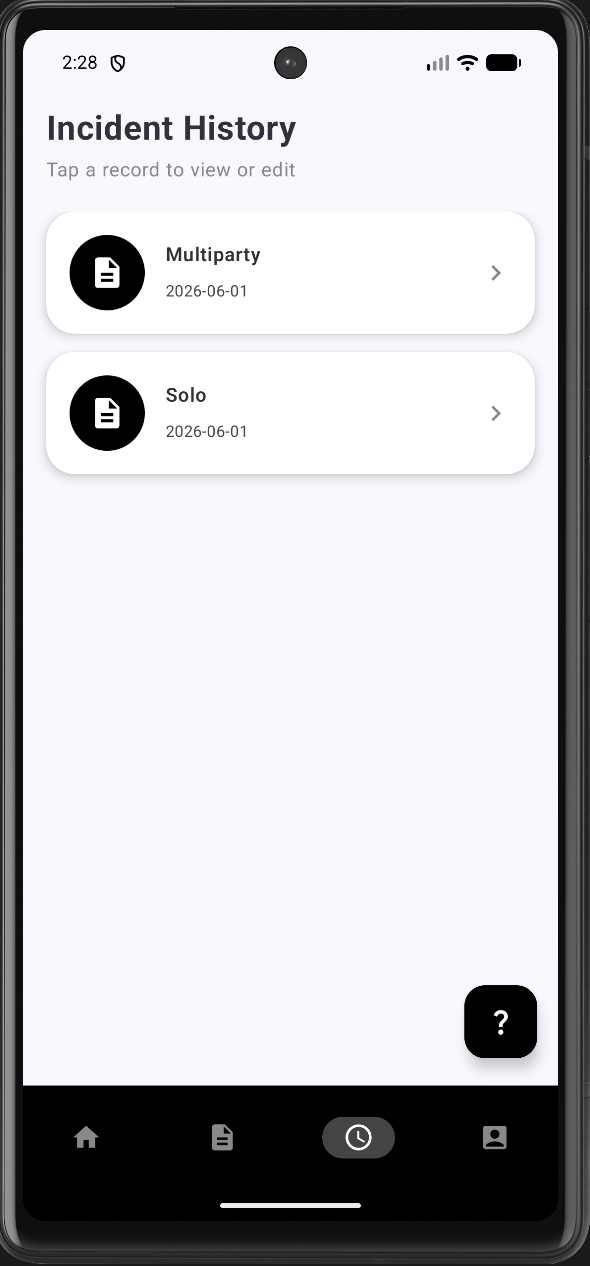 2:28
Incident History
Tap a record to view or edit
Multiparty
2026-06-01
Solo
2026-06-01
?